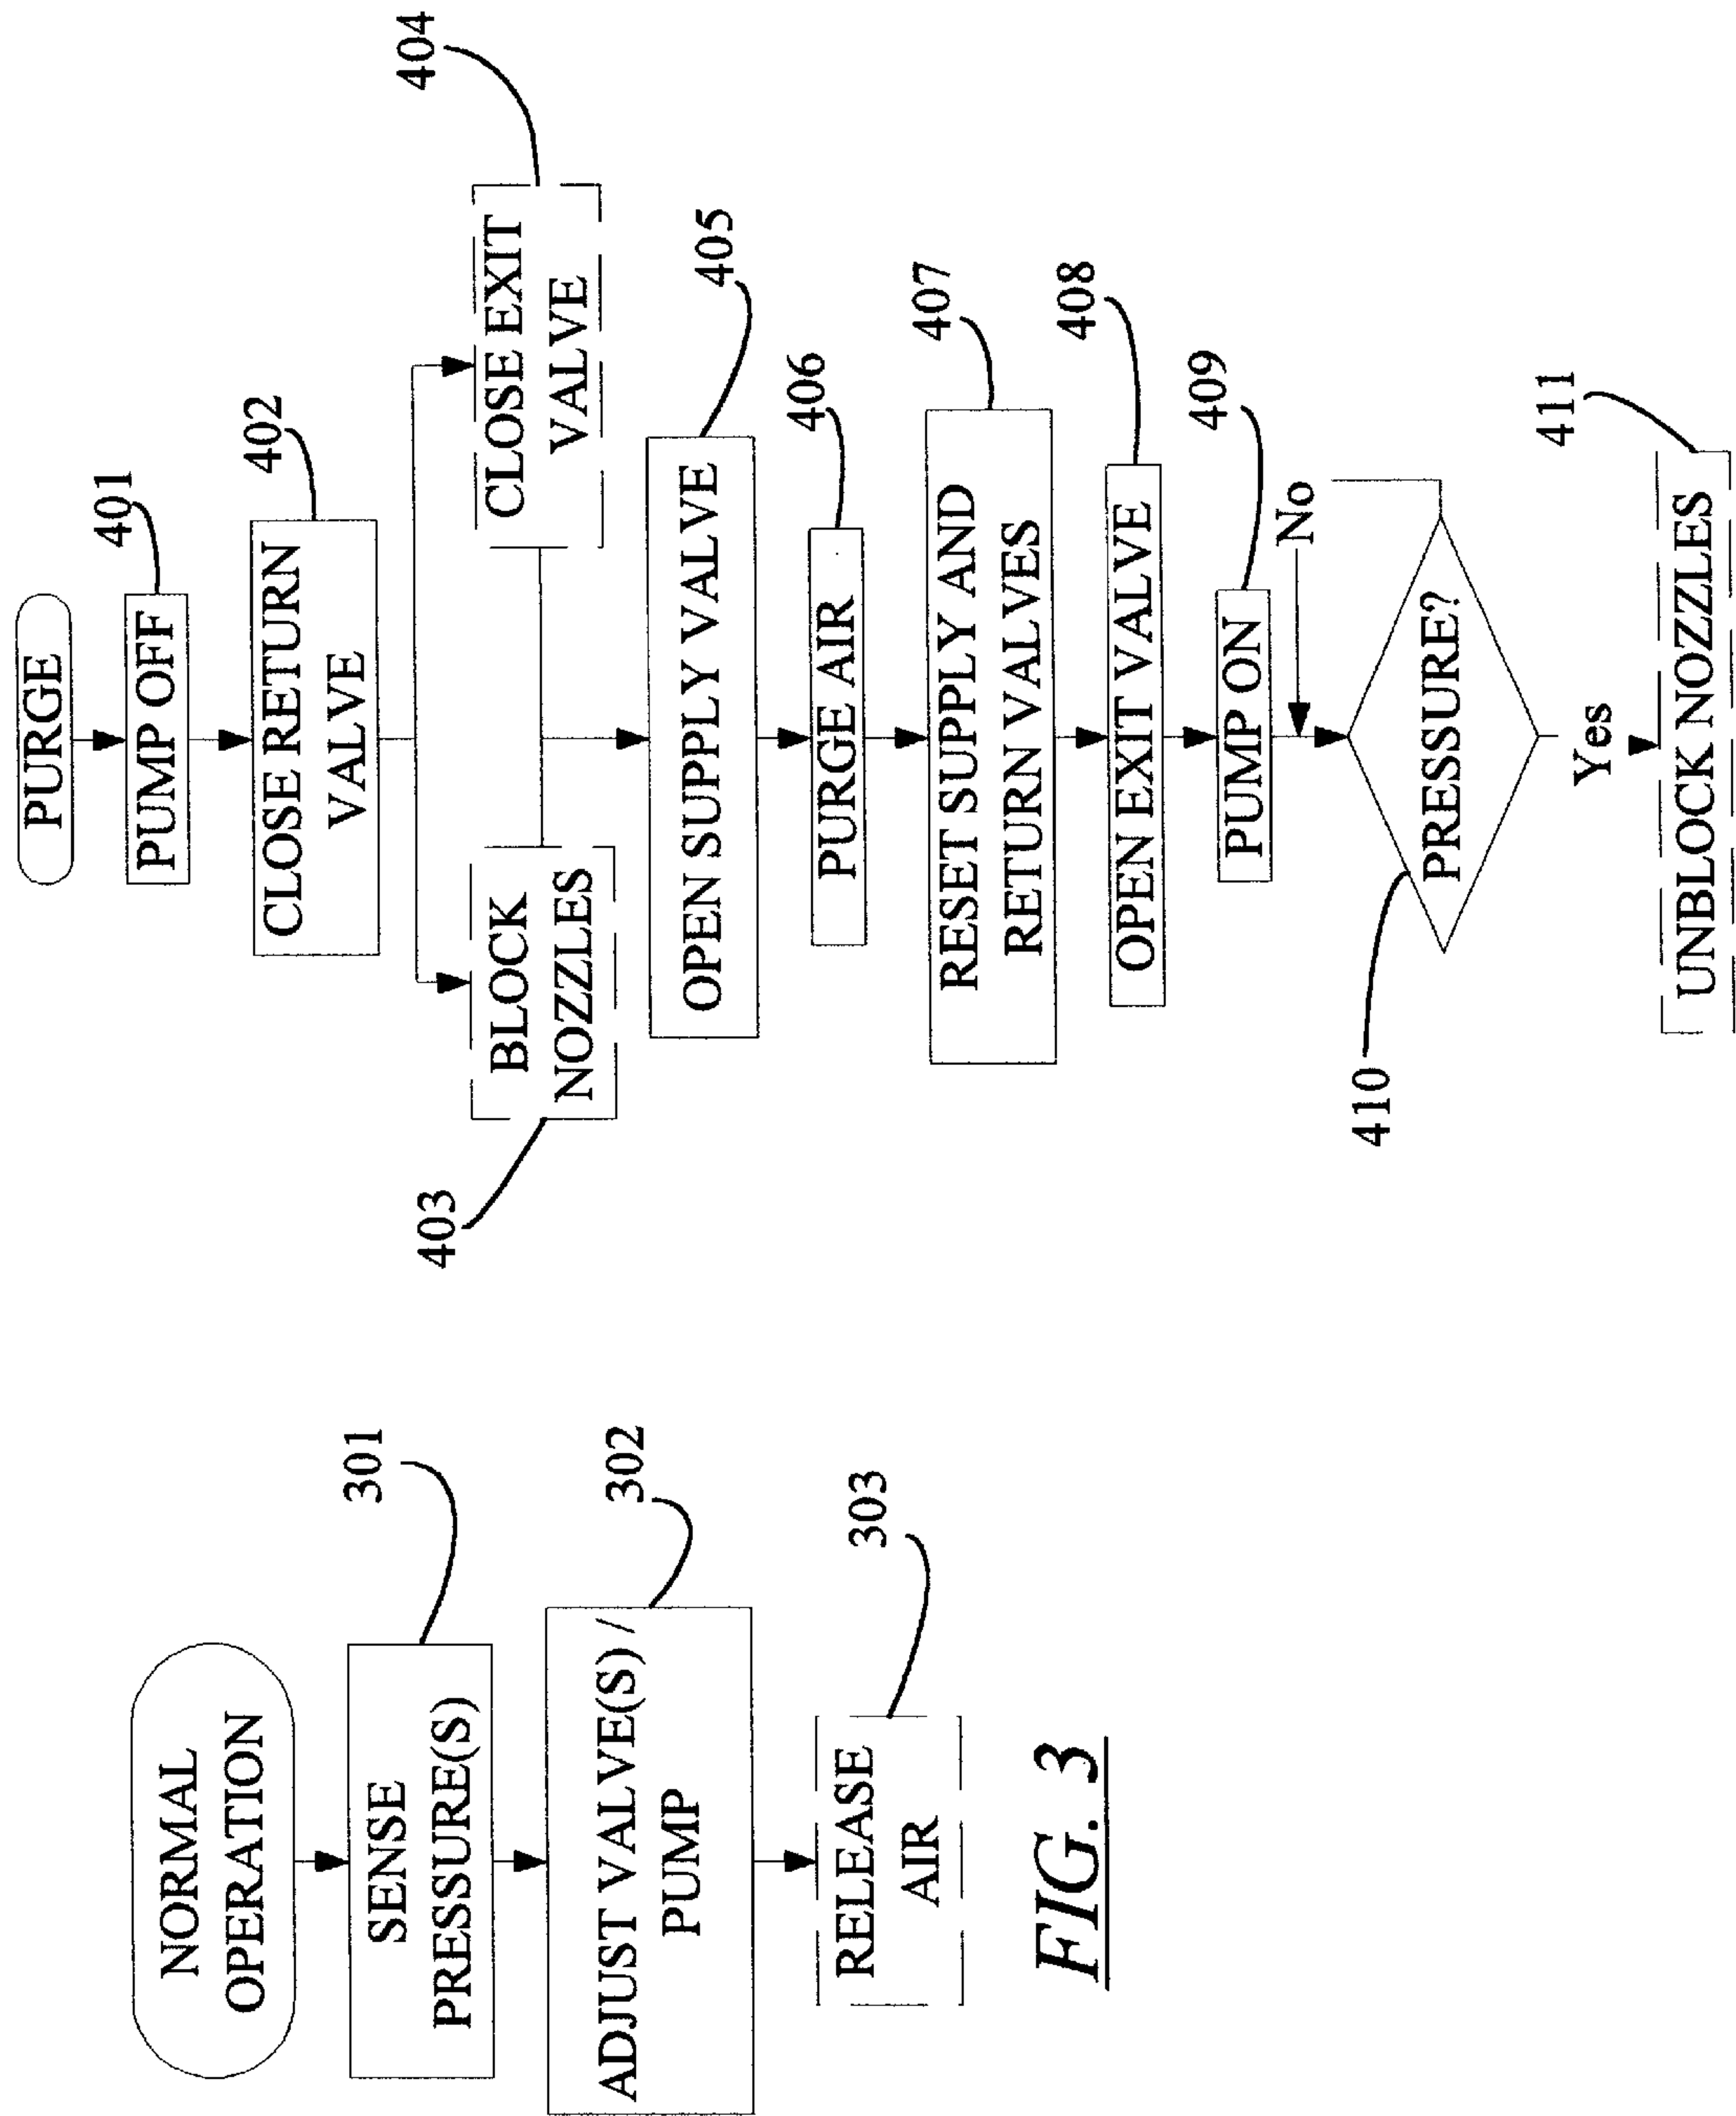 NORMAL
OPERATION
SENSE
PRESSURE(S)
301
ADJUST VALVE(S) /
PUMP
302
RELEASE
AIR
303
FIG. 3
PURGE
PUMP OFF
401
CLOSE RETURN
VALVE
402
BLOCK
NOZZLES
403
CLOSE EXIT
VALVE
404
OPEN SUPPLY VALVE
405
PURGE AIR
406
RESET SUPPLY AND
RETURN VALVES
407
OPEN EXIT VALVE
408
PUMP ON
409
No
PRESSURE?
410
Yes
UNBLOCK NOZZLES
411